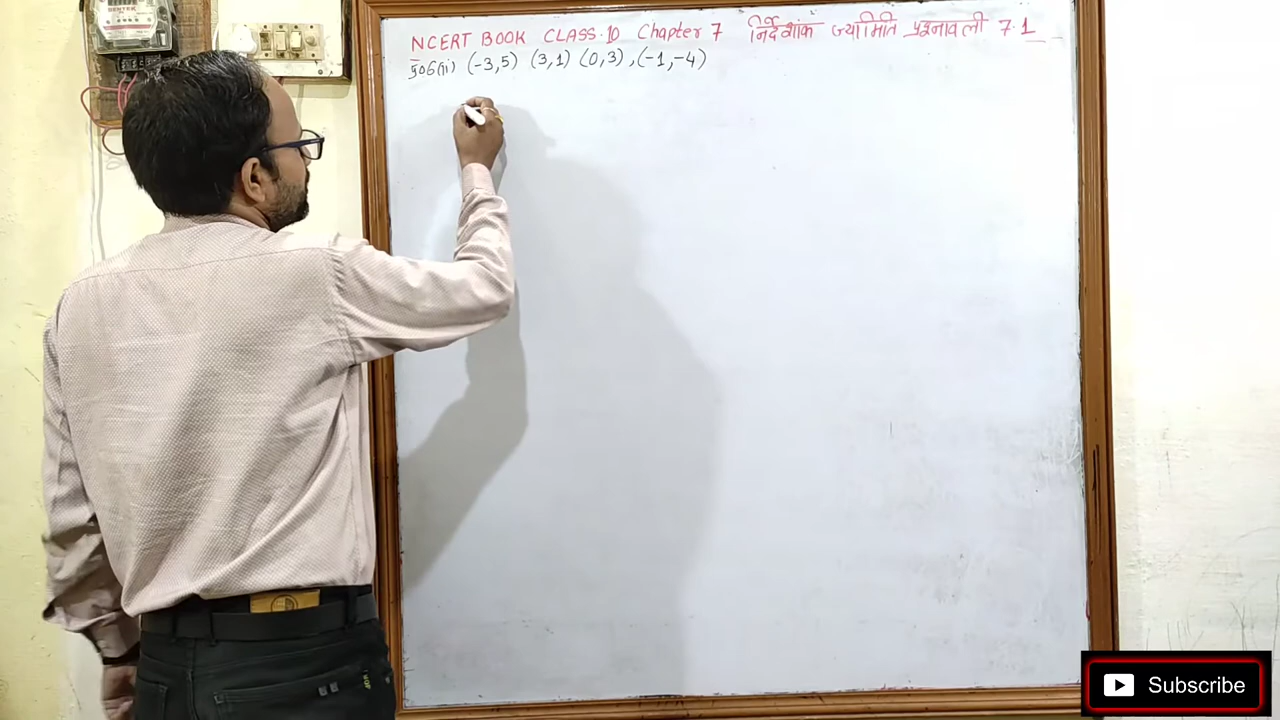 NCERT BOOK CLASS.10 Chapter 7 निर्देशांक ज्यामिति प्रश्नावली 7.1
प्र०6(ii) (-3,5) (3,1) (0,3),(-1,-4)
Subscribe